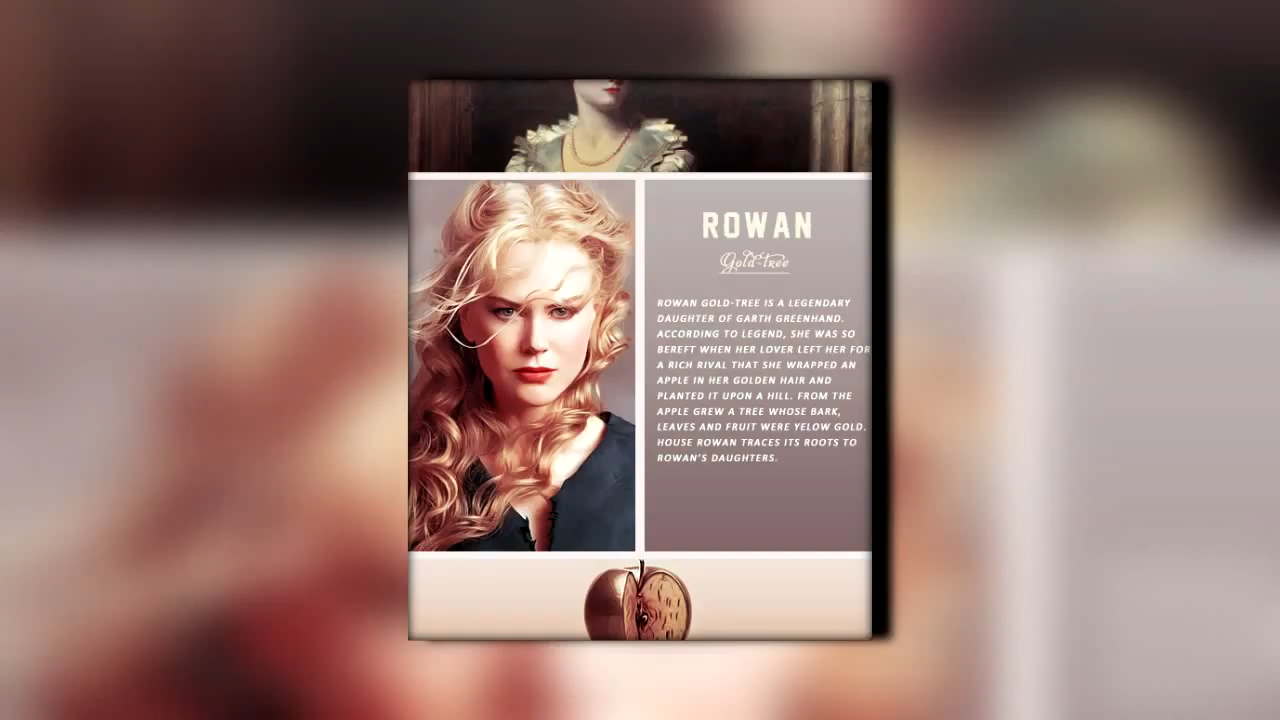 ROWAN
Gold-tree
ROWAN GOLD-TREE IS A LEGENDARY
DAUGHTER OF GARTH GREENHAND.
ACCORDING TO LEGEND, SHE WAS SO
BEREFT WHEN HER LOVER LEFT HER FOR
A RICH RIVAL THAT SHE WRAPPED AN
APPLE IN HER GOLDEN HAIR AND
PLANTED IT UPON A HILL. FROM THE
APPLE GREW A TREE WHOSE BARK,
LEAVES AND FRUIT WERE YELOW GOLD.
HOUSE ROWAN TRACES ITS ROOTS TO
ROWAN'S DAUGHTERS.